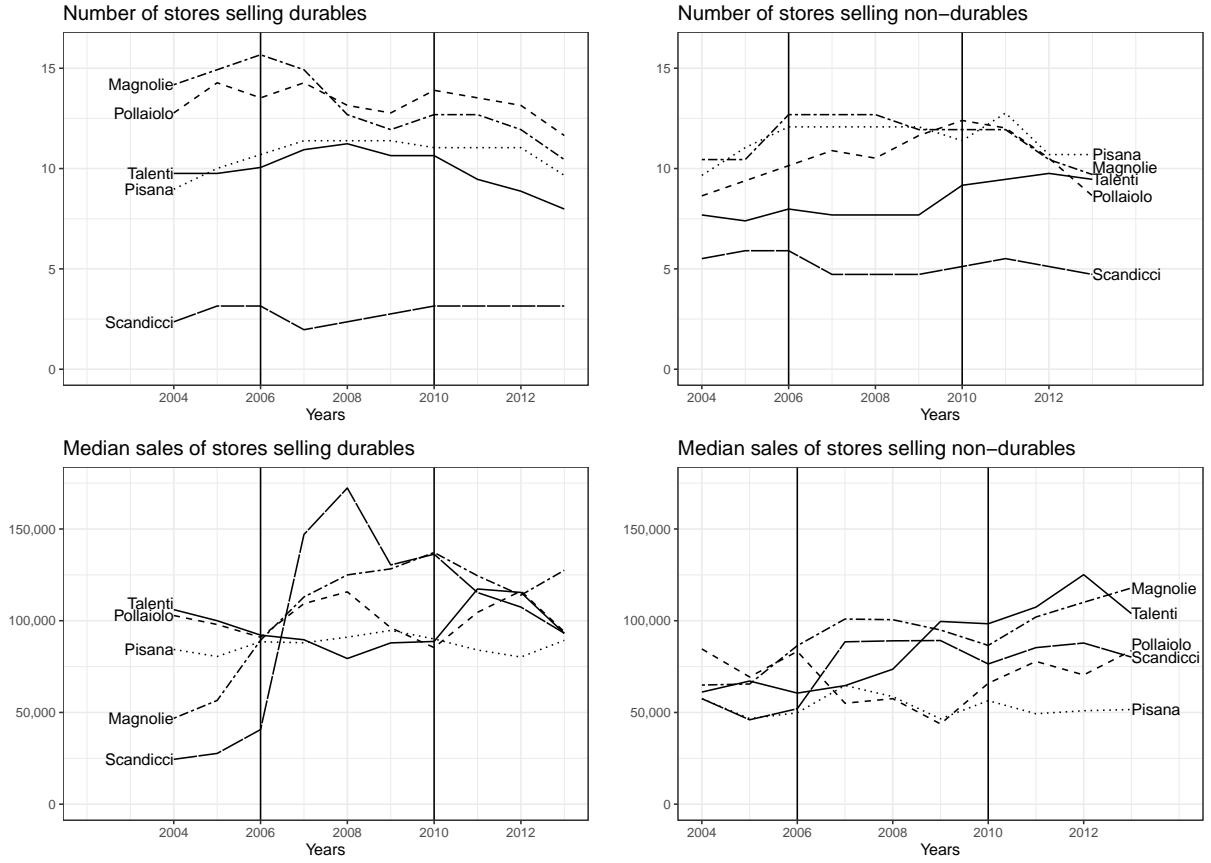 Number of stores selling durables
15
10
5
0
Magnolie
Pollaiolo
Talenti
Pisana
Scandicci
2004 2006 2008 2010 2012
Years
Number of stores selling non−durables
15
10
5
0
Pisana
Magnolie
Talenti
Pollaiolo
Scandicci
2004 2006 2008 2010 2012
Years
Median sales of stores selling durables
150,000
100,000
50,000
0
Talenti
Pollaiolo
Pisana
Magnolie
Scandicci
2004 2006 2008 2010 2012
Years
Median sales of stores selling non−durables
150,000
100,000
50,000
0
Magnolie
Talenti
Pollaiolo
Scandicci
Pisana
2004 2006 2008 2010 2012
Years